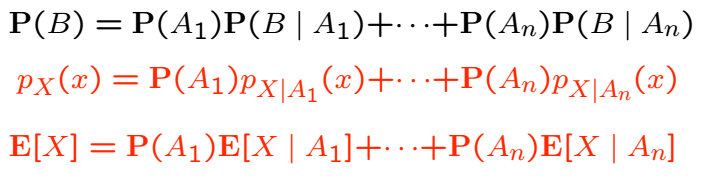 P(B) = P(A₁)P(B | A₁)+···+P(Aₙ)P(B | Aₙ)
p_X(x) = P(A₁)p_{X|A₁}(x)+···+P(Aₙ)p_{X|Aₙ}(x)
E[X] = P(A₁)E[X | A₁]+···+P(Aₙ)E[X | Aₙ]